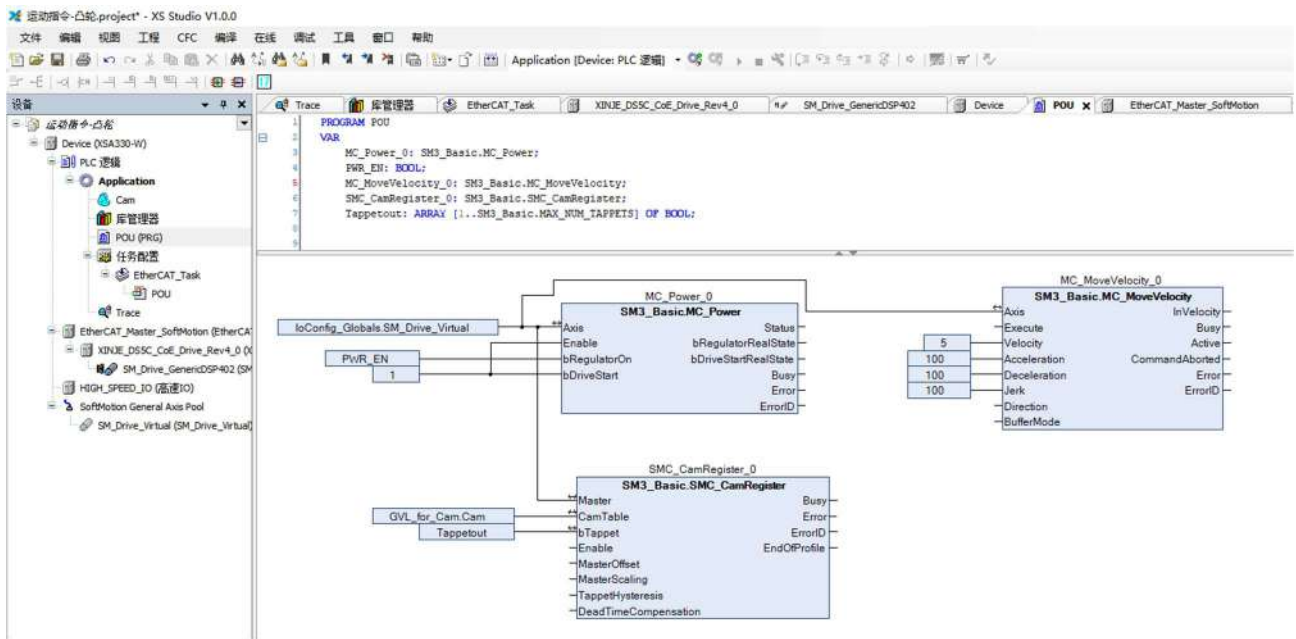 运动指令-凸轮.project* - XS Studio V1.0.0
文件 编辑 视图 工程 CFC 编译 在线 调试 工具 窗口 帮助
Application [Device: PLC 逻辑]
设备
Trace 库管理器 EtherCAT_Task XINJE_DS5C_CoE_Drive_Rev4_0 SM_Drive_GenericDSP402 Device POU EtherCAT_Master_SoftMotion
运动指令-凸轮
Device (XSA330-W)
PLC 逻辑
Application
Cam
库管理器
POU (PRG)
任务配置
EtherCAT_Task
POU
Trace
EtherCAT_Master_SoftMotion (EtherCA
XINJE_DS5C_CoE_Drive_Rev4_0 (X
SM_Drive_GenericDSP402 (SM
HIGH_SPEED_IO (高速IO)
SoftMotion General Axis Pool
SM_Drive_Virtual (SM_Drive_Virtual)
1 PROGRAM POU
2 VAR
3 MC_Power_0: SM3_Basic.MC_Power;
4 PWR_EN: BOOL;
5 MC_MoveVelocity_0: SM3_Basic.MC_MoveVelocity;
6 SMC_CamRegister_0: SM3_Basic.SMC_CamRegister;
7 Tappetout: ARRAY [1..SM3_Basic.MAX_NUM_TAPPETS] OF BOOL;
8
9
MC_Power_0
SM3_Basic.MC_Power
IoConfig_Globals.SM_Drive_Virtual
Axis Status
Enable bRegulatorRealState
PWR_EN
bRegulatorOn bDriveStartRealState
1
bDriveStart Busy
Error
ErrorID
MC_MoveVelocity_0
SM3_Basic.MC_MoveVelocity
Axis InVelocity
Execute Busy
5 Velocity Active
100 Acceleration CommandAborted
100 Deceleration Error
100 Jerk ErrorID
Direction
BufferMode
SMC_CamRegister_0
SM3_Basic.SMC_CamRegister
Master Busy
GVL_for_Cam.Cam CamTable Error
Tappetout bTappet ErrorID
Enable EndOfProfile
MasterOffset
MasterScaling
TappetHysteresis
DeadTimeCompensation